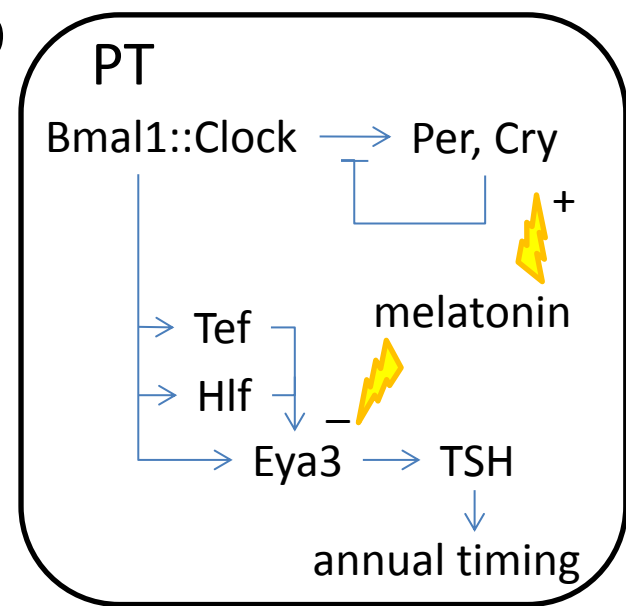 PT
Bmal1::Clock Per, Cry
+
melatonin
Tef
Hlf
–
Eya3 TSH
annual timing